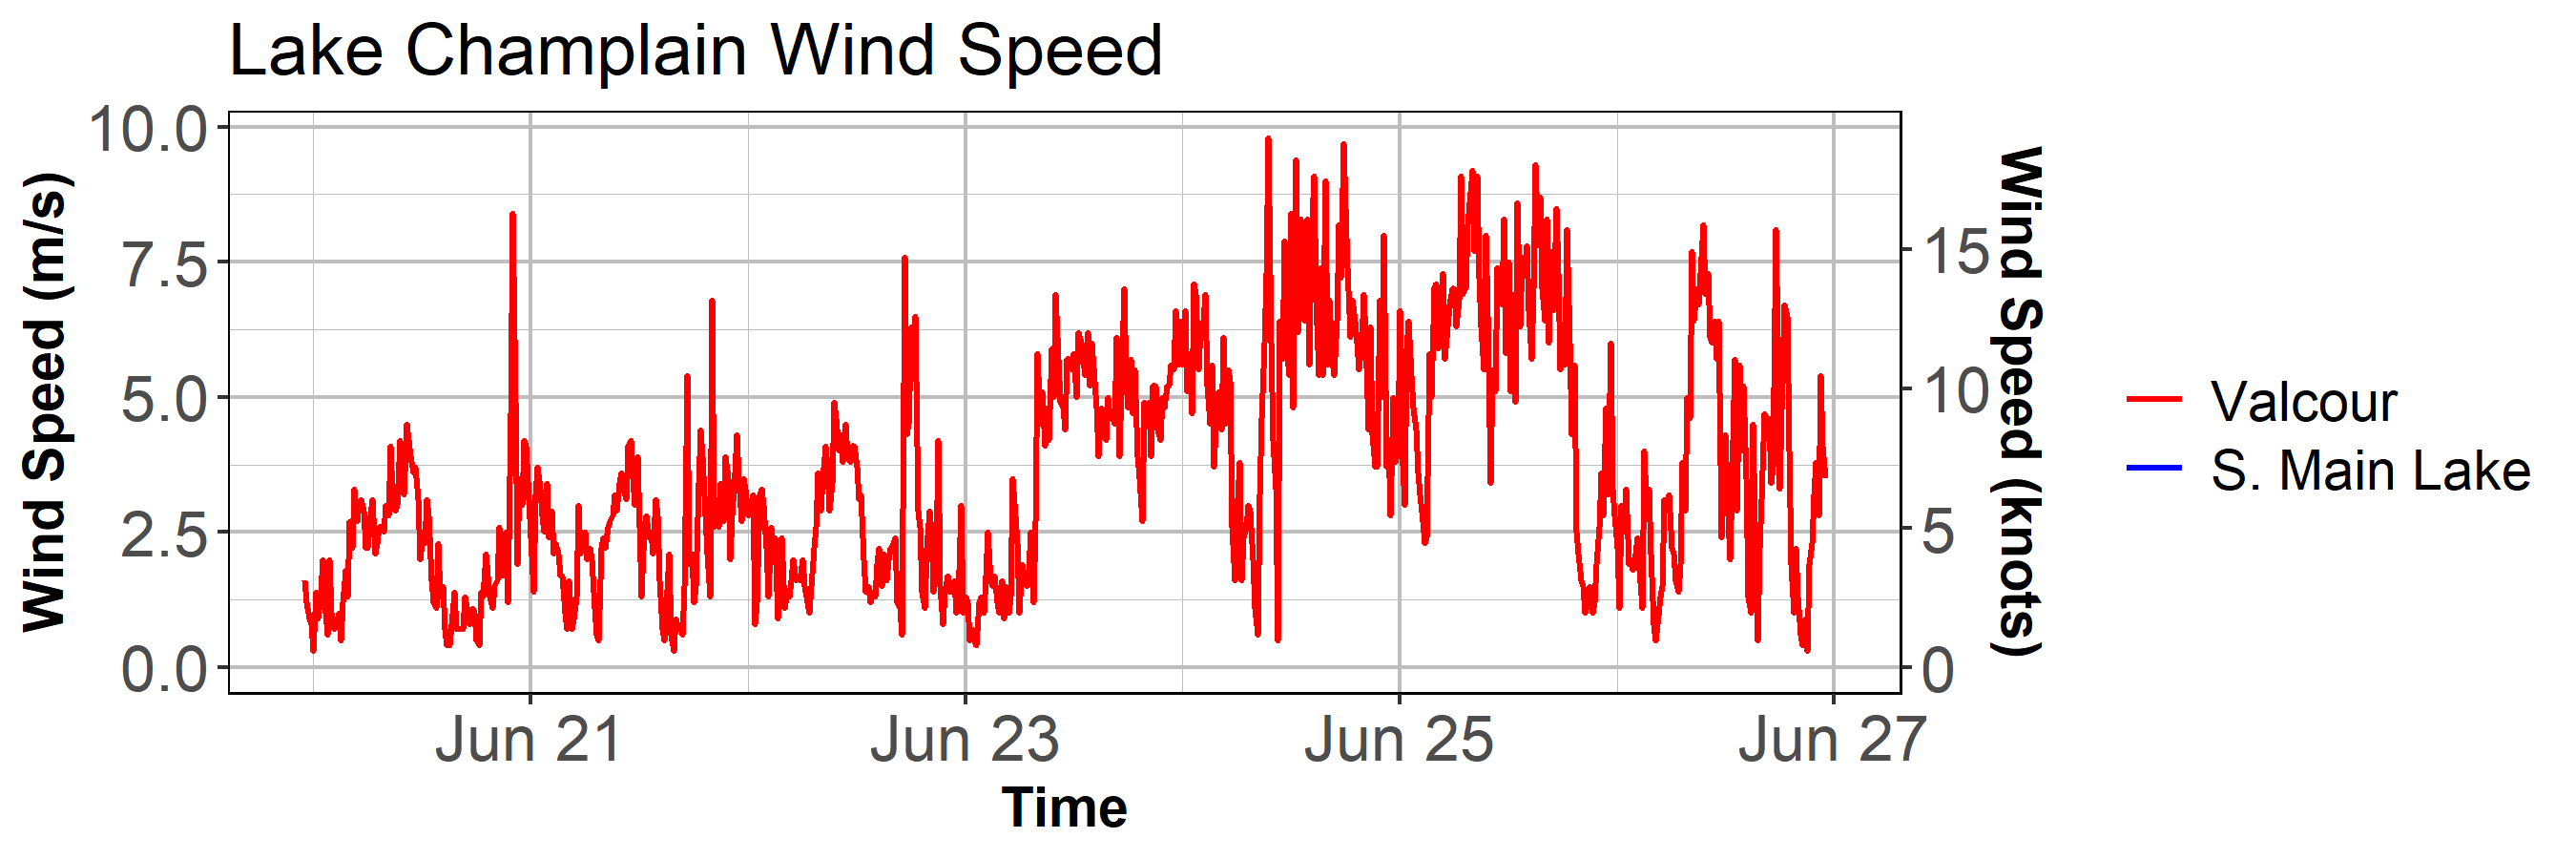 Lake Champlain Wind Speed
Wind Speed (m/s)
10.0
7.5
5.0
2.5
0.0
15
10
5
0
Wind Speed (knots)
Jun 21
Jun 23
Jun 25
Jun 27
Time
Valcour
S. Main Lake